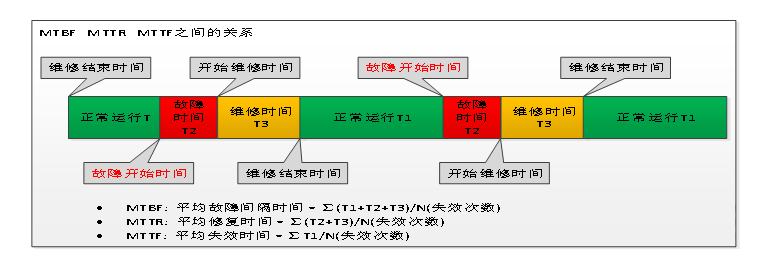 MTBF MTTR MTTF之间的关系
维修结束时间
开始维修时间
故障开始时间
维修结束时间
正常运行T
故障
时间
T2
维修时间
T3
正常运行T1
故障
时间
T2
维修时间
T3
正常运行T1
故障开始时间
维修结束时间
开始维修时间
• MTBF: 平均故障间隔时间 = Σ(T1+T2+T3)/N(失效次数)
• MTTR: 平均修复时间 = Σ(T2+T3)/N(失效次数)
• MTTF: 平均失效时间 = ΣT1/N(失效次数)